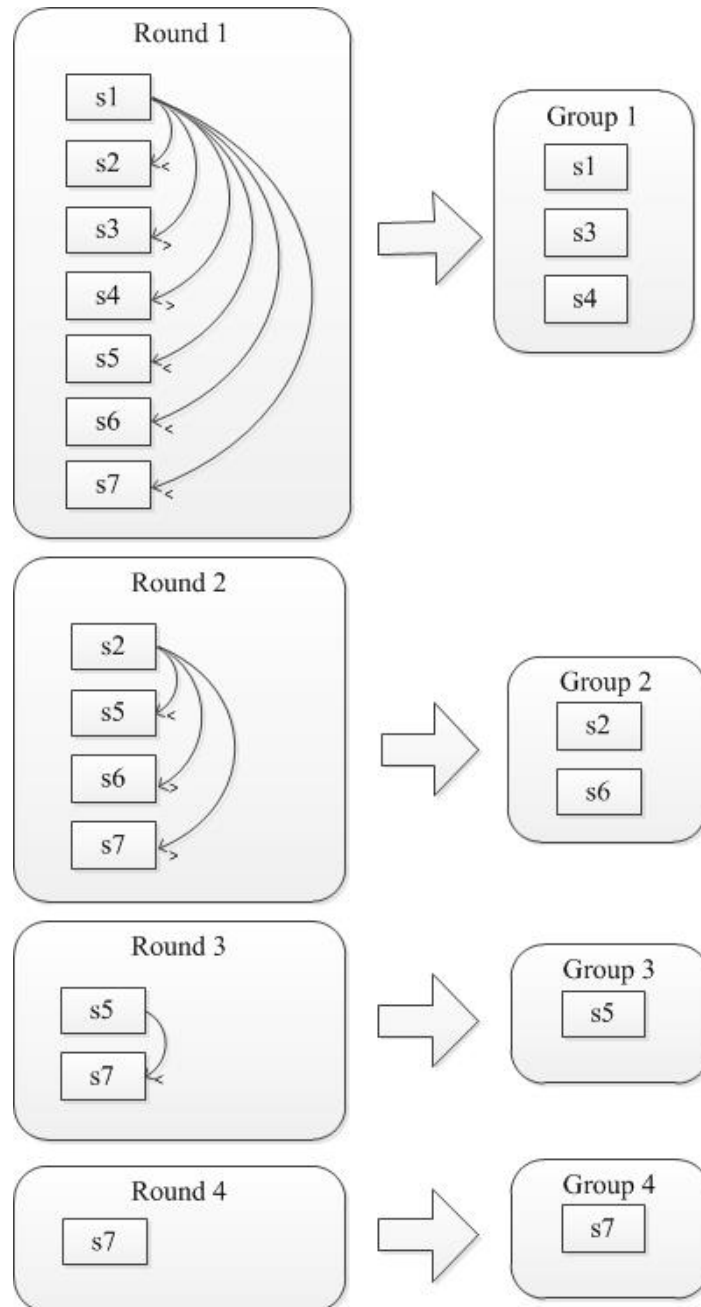 Round 1
s1
s2
<
s3
>
s4
>
s5
<
s6
<
s7
<
Group 1
s1
s3
s4
Round 2
s2
s5
<
s6
>
s7
>
Group 2
s2
s6
Round 3
s5
s7
<
Group 3
s5
Round 4
s7
Group 4
s7